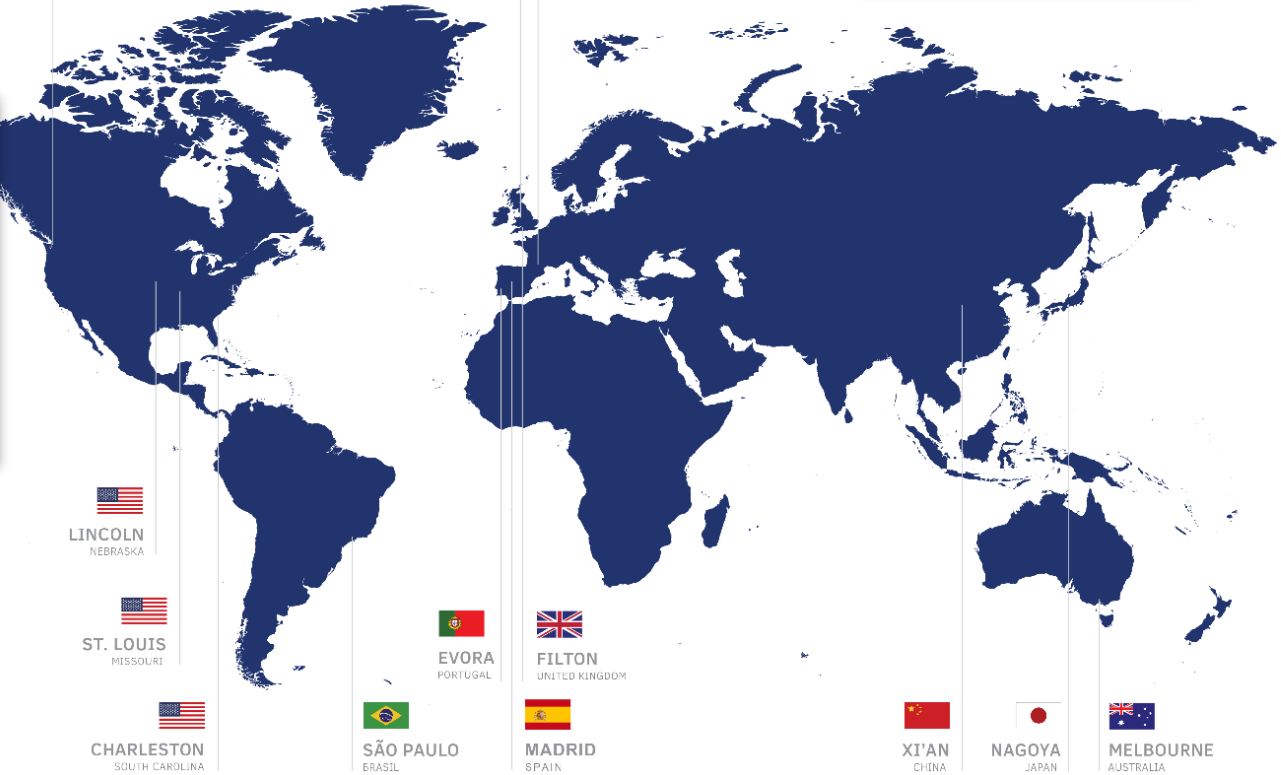 LINCOLN
NEBRASKA
ST. LOUIS
MISSOURI
EVORA
PORTUGAL
FILTON
UNITED KINGDOM
CHARLESTON
SOUTH CAROLINA
SÃO PAULO
BRASIL
MADRID
SPAIN
XI'AN
CHINA
NAGOYA
JAPAN
MELBOURNE
AUSTRALIA